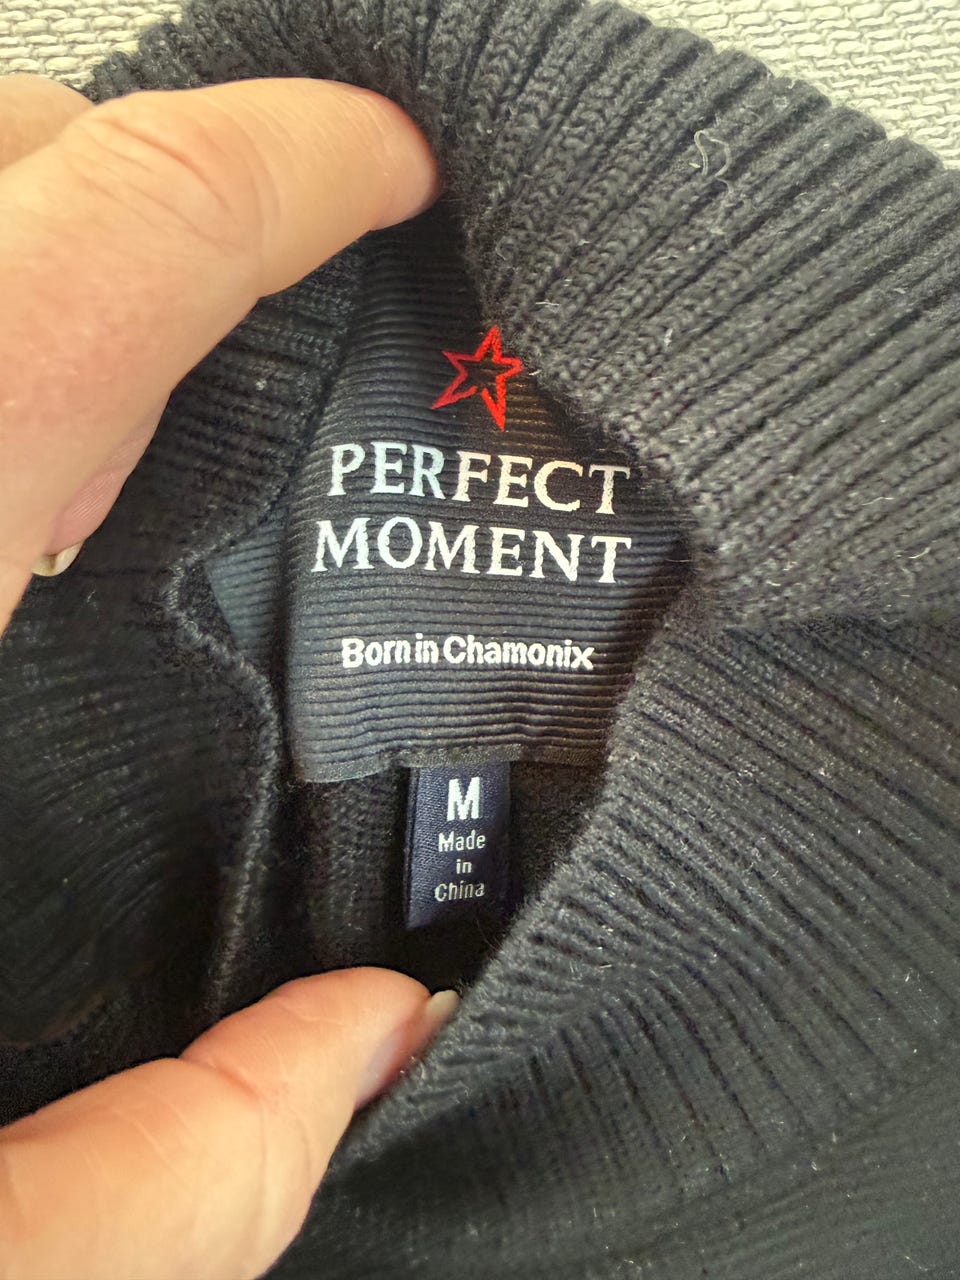 PERFECT
MOMENT
Born in Chamonix
M
Made
in
China